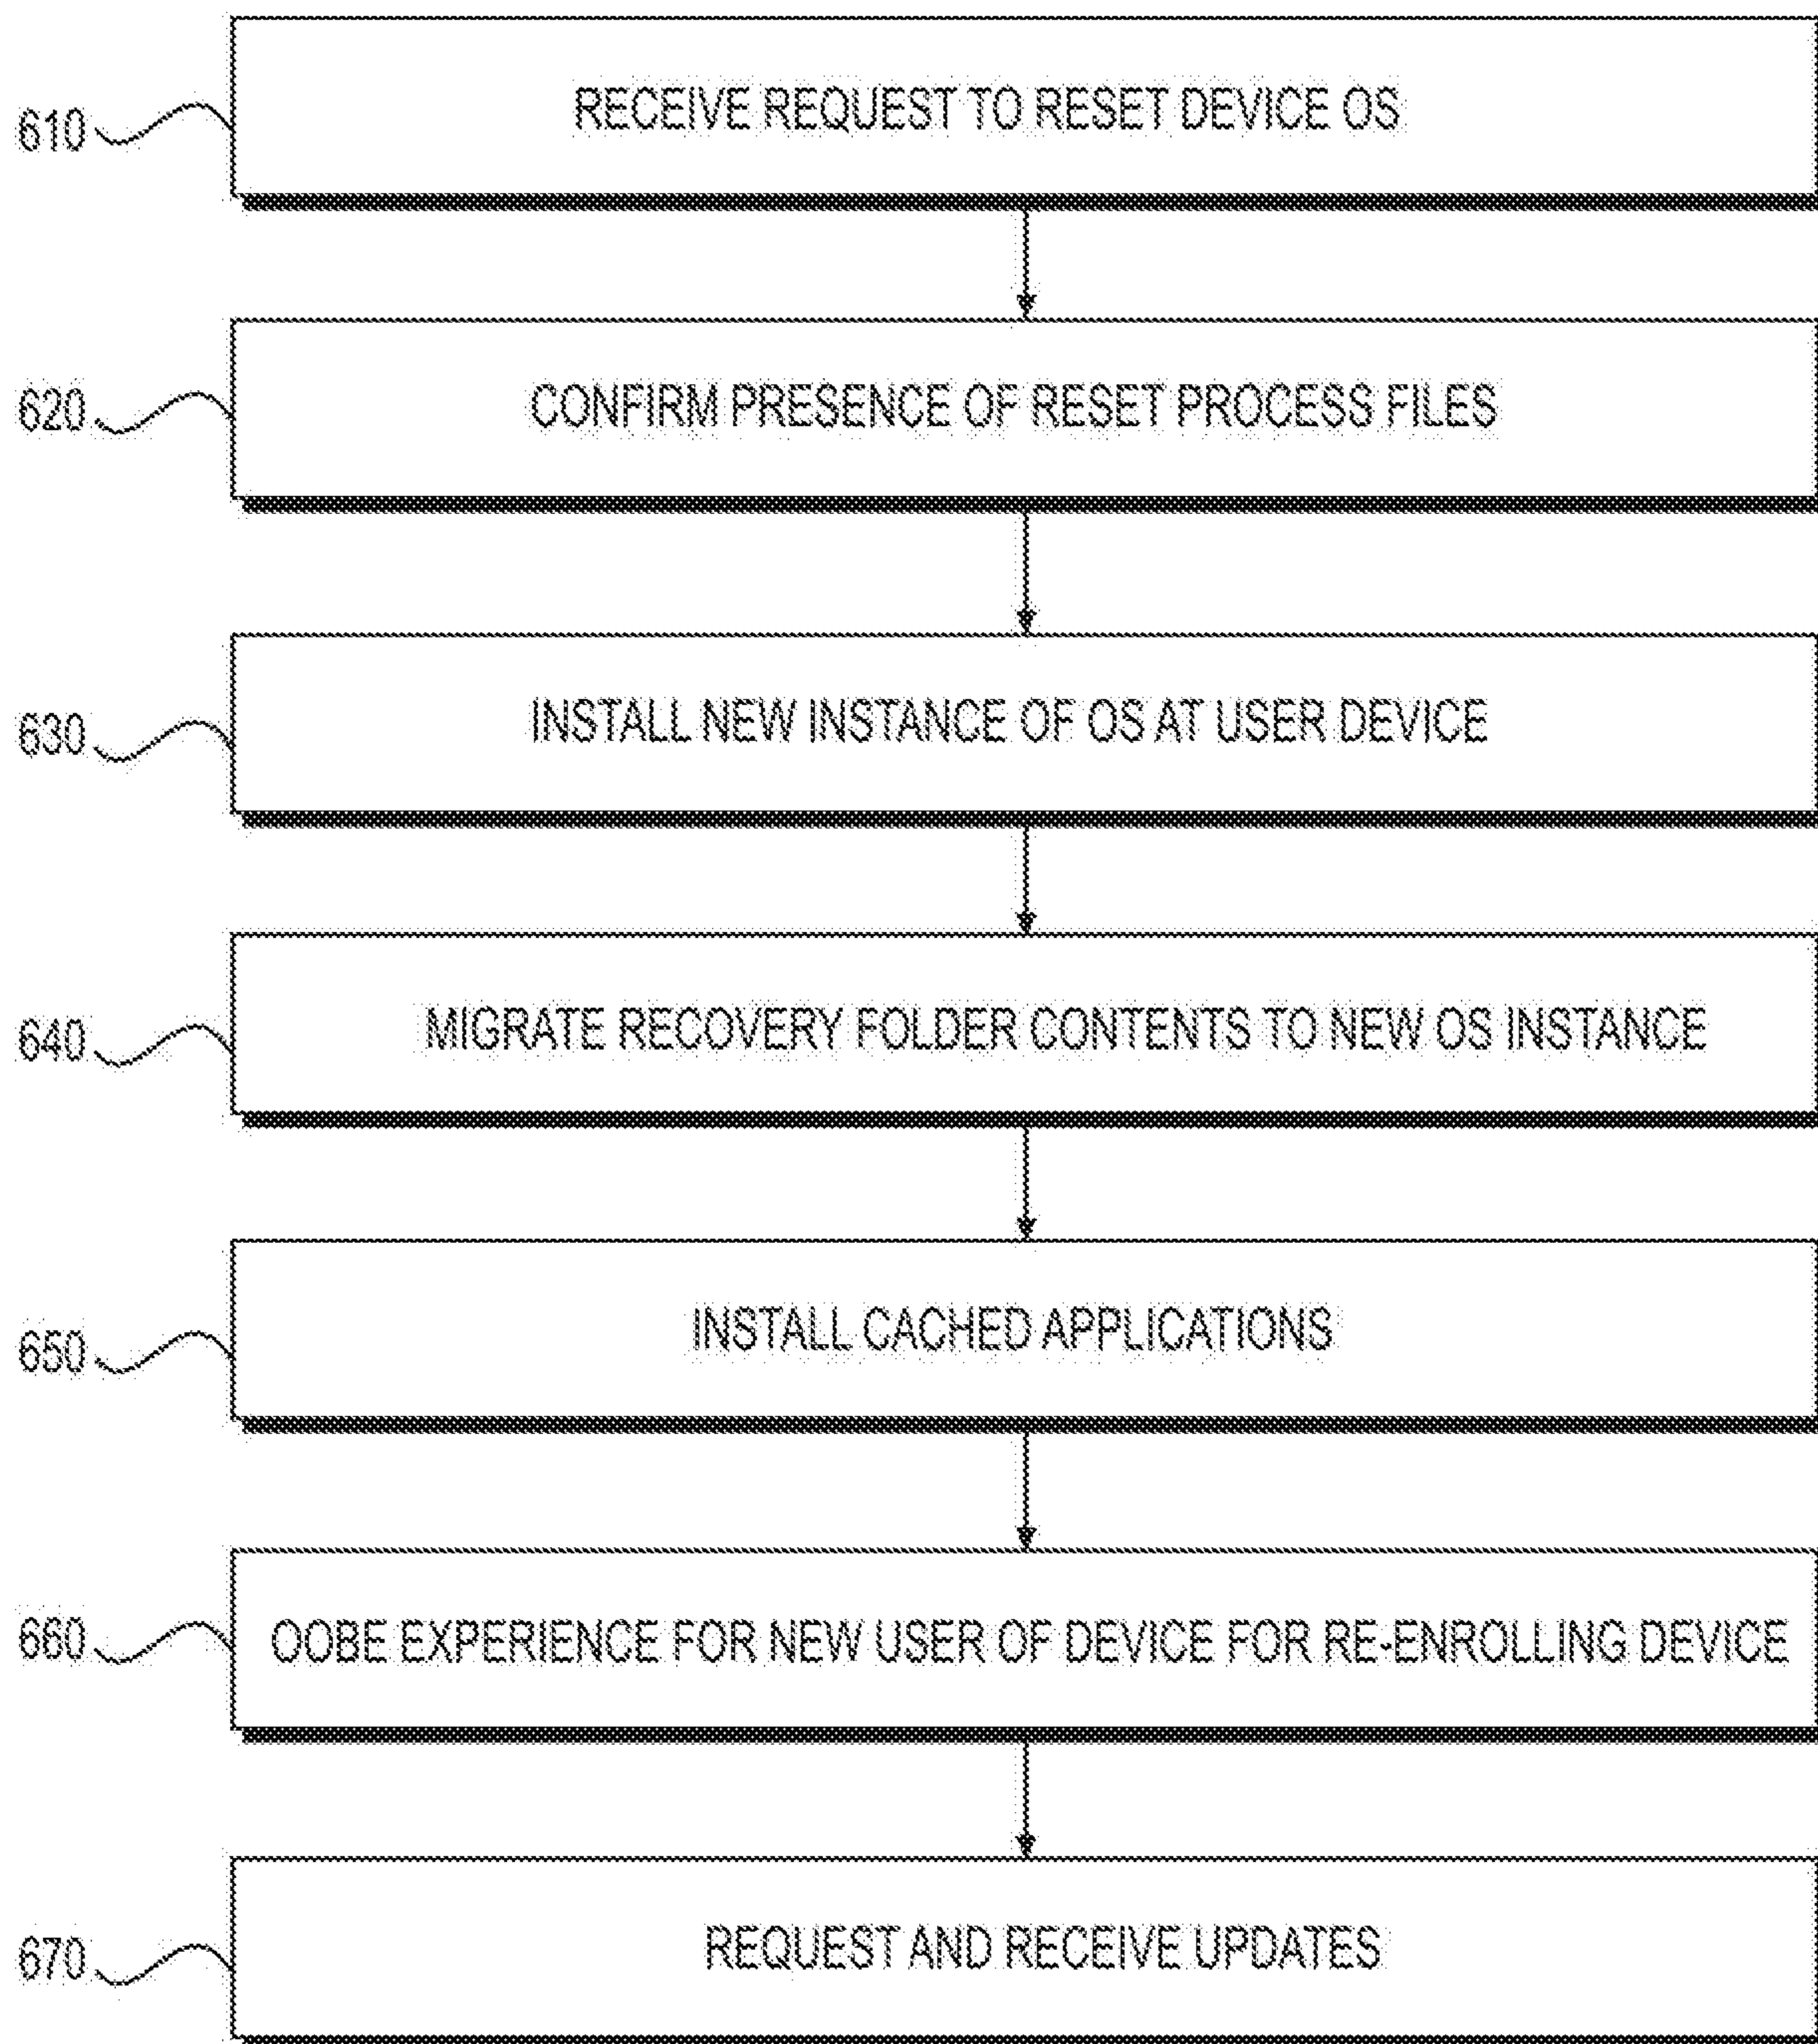 610 RECEIVE REQUEST TO RESET DEVICE OS
620 CONFIRM PRESENCE OF RESET PROCESS FILES
630 INSTALL NEW INSTANCE OF OS AT USER DEVICE
640 MIGRATE RECOVERY FOLDER CONTENTS TO NEW OS INSTANCE
650 INSTALL CACHED APPLICATIONS
660 OOBE EXPERIENCE FOR NEW USER OF DEVICE FOR RE-ENROLLING DEVICE
670 REQUEST AND RECEIVE UPDATES